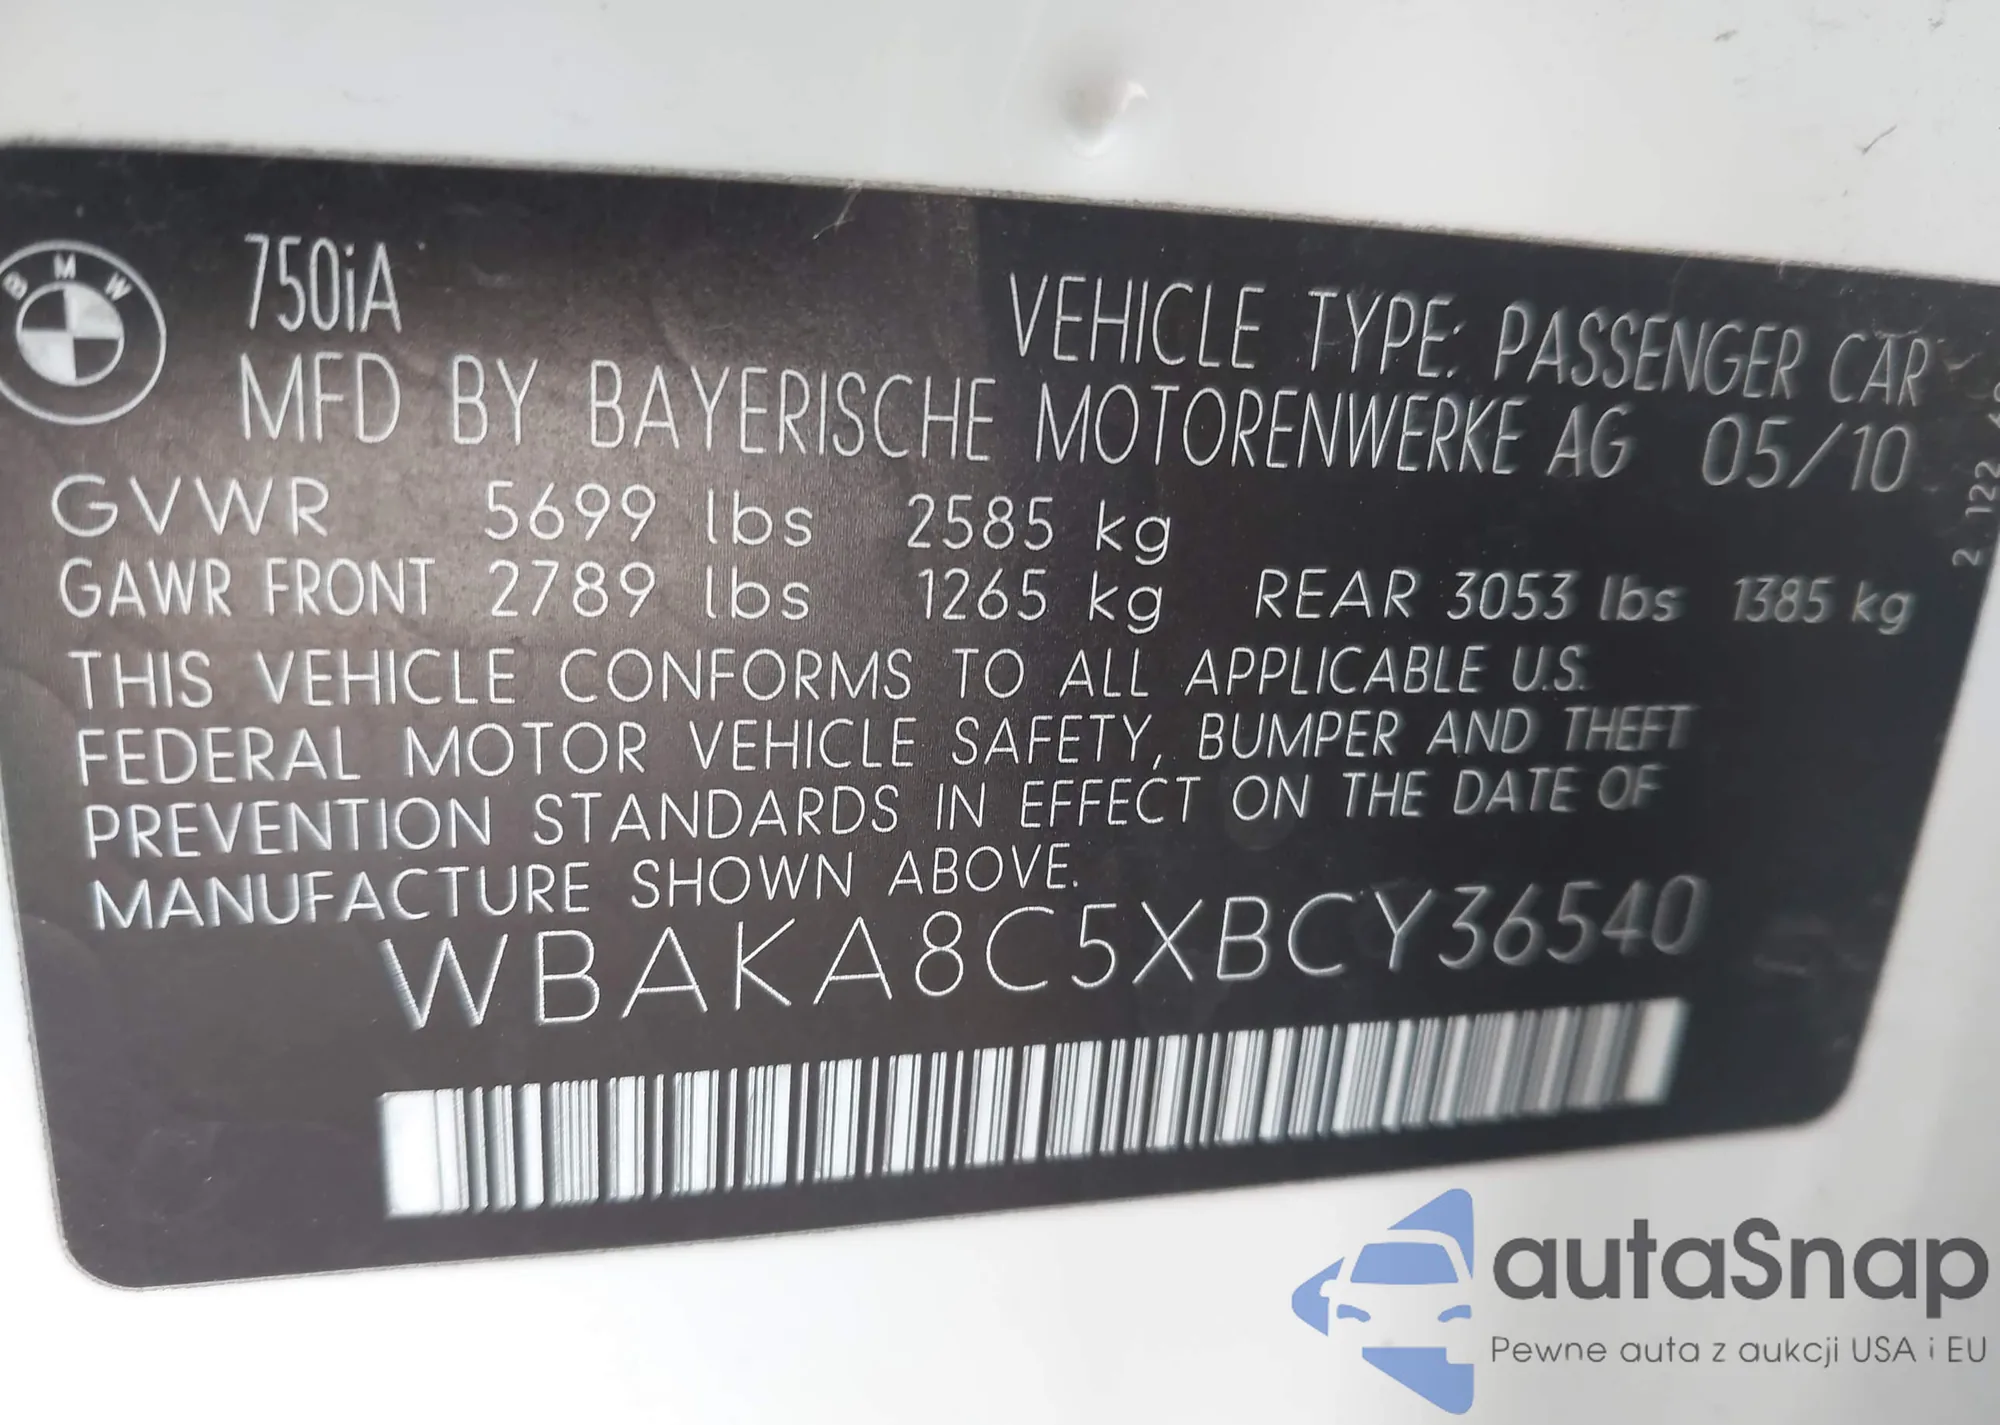 BMW
750iA
VEHICLE TYPE: PASSENGER CAR
MFD BY BAYERISCHE MOTORENWERKE AG 05/10
GVWR 5699 lbs 2585 kg
GAWR FRONT 2789 lbs 1265 kg REAR 3053 lbs 1385 kg
THIS VEHICLE CONFORMS TO ALL APPLICABLE U.S.
FEDERAL MOTOR VEHICLE SAFETY, BUMPER AND THEFT
PREVENTION STANDARDS IN EFFECT ON THE DATE OF
MANUFACTURE SHOWN ABOVE.
WBAKA8C5XBCY36540
2 122
autaSnap
Pewne auta z aukcji USA i EU